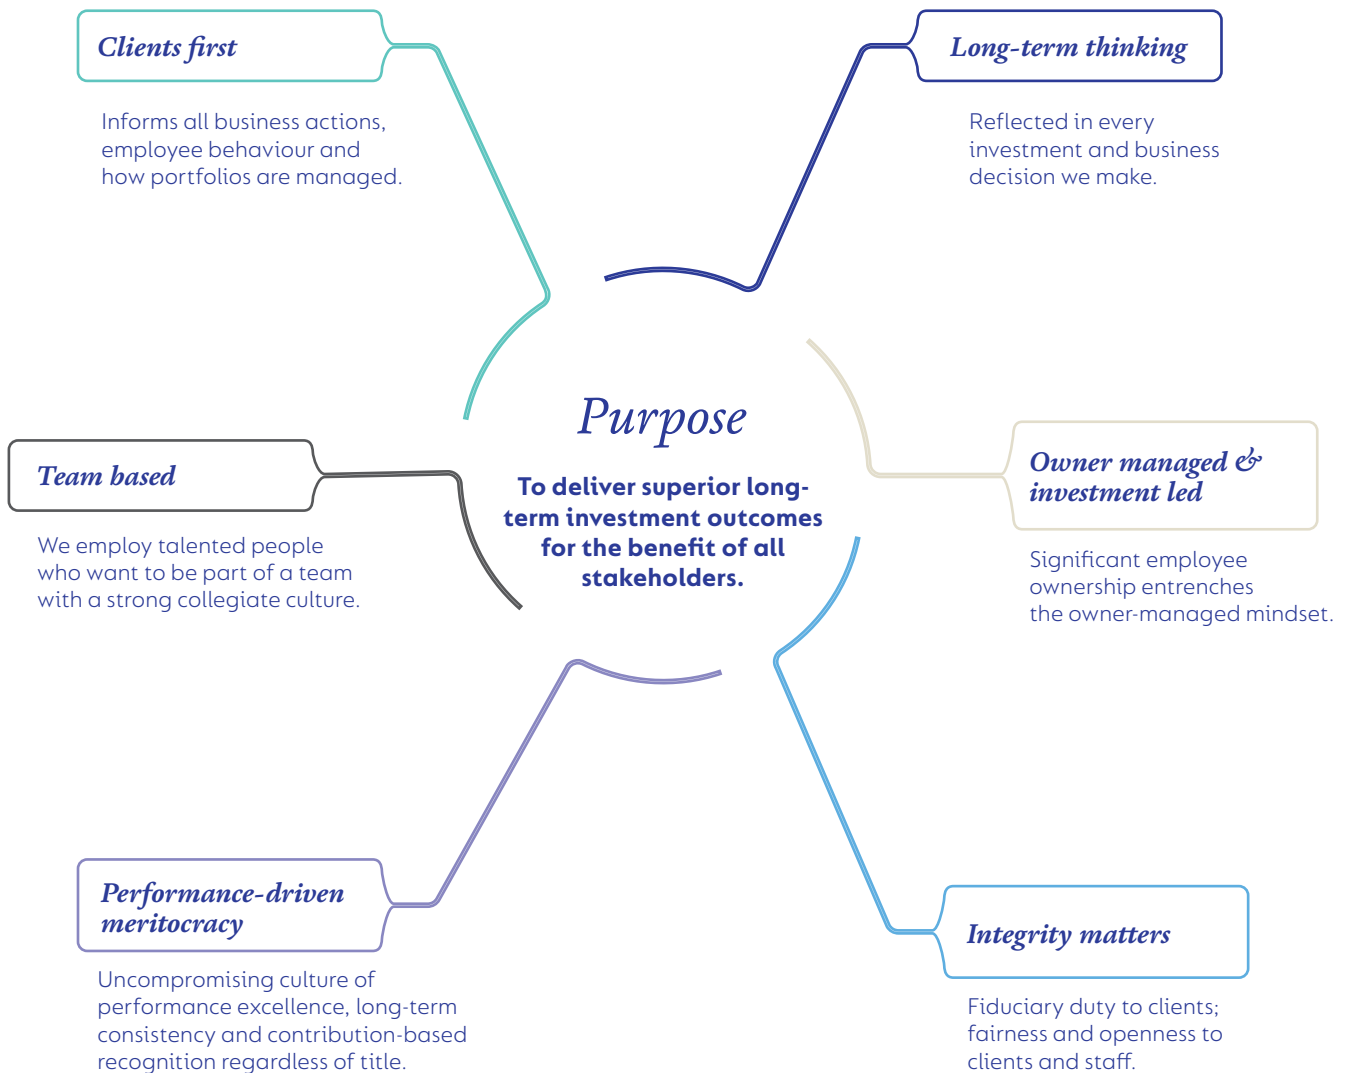 Clients first
Informs all business actions,
employee behaviour and
how portfolios are managed.
Long-term thinking
Reflected in every
investment and business
decision we make.
Purpose
To deliver superior long-
term investment outcomes
for the benefit of all
stakeholders.
Team based
We employ talented people
who want to be part of a team
with a strong collegiate culture.
Owner managed &
investment led
Significant employee
ownership entrenches
the owner-managed mindset.
Performance-driven
meritocracy
Uncompromising culture of
performance excellence, long-term
consistency and contribution-based
recognition regardless of title.
Integrity matters
Fiduciary duty to clients;
fairness and openness to
clients and staff.